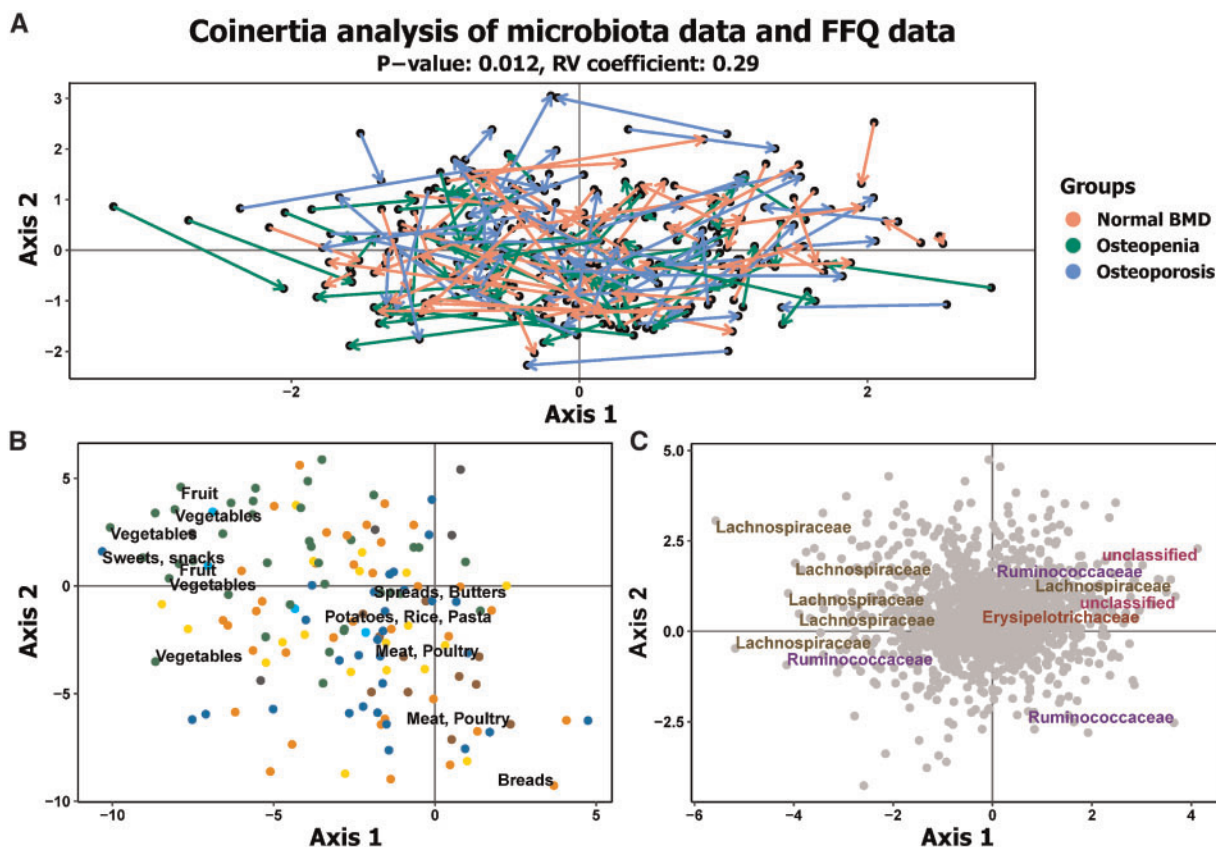 A
Coinertia analysis of microbiota data and FFQ data
P−value: 0.012, RV coefficient: 0.29
3
2
1
0
−1
−2
Axis 2
−2
0
2
Axis 1
Groups
Normal BMD
Osteopenia
Osteoporosis
B
5
0
−5
−10
Axis 2
Fruit
Vegetables
Vegetables
Sweets, snacks
Fruit
Vegetables
Spreads, Butters
Potatoes, Rice, Pasta
Vegetables
Meat, Poultry
Meat, Poultry
Breads
−10
−5
0
5
Axis 1
C
5.0
2.5
0.0
−2.5
Axis 2
Lachnospiraceae
unclassified
Lachnospiraceae
Ruminococcaceae
Lachnospiraceae
Lachnospiraceae
unclassified
Lachnospiraceae
Erysipelotrichaceae
Lachnospiraceae
Ruminococcaceae
Ruminococcaceae
−6
−4
−2
0
2
4
Axis 1